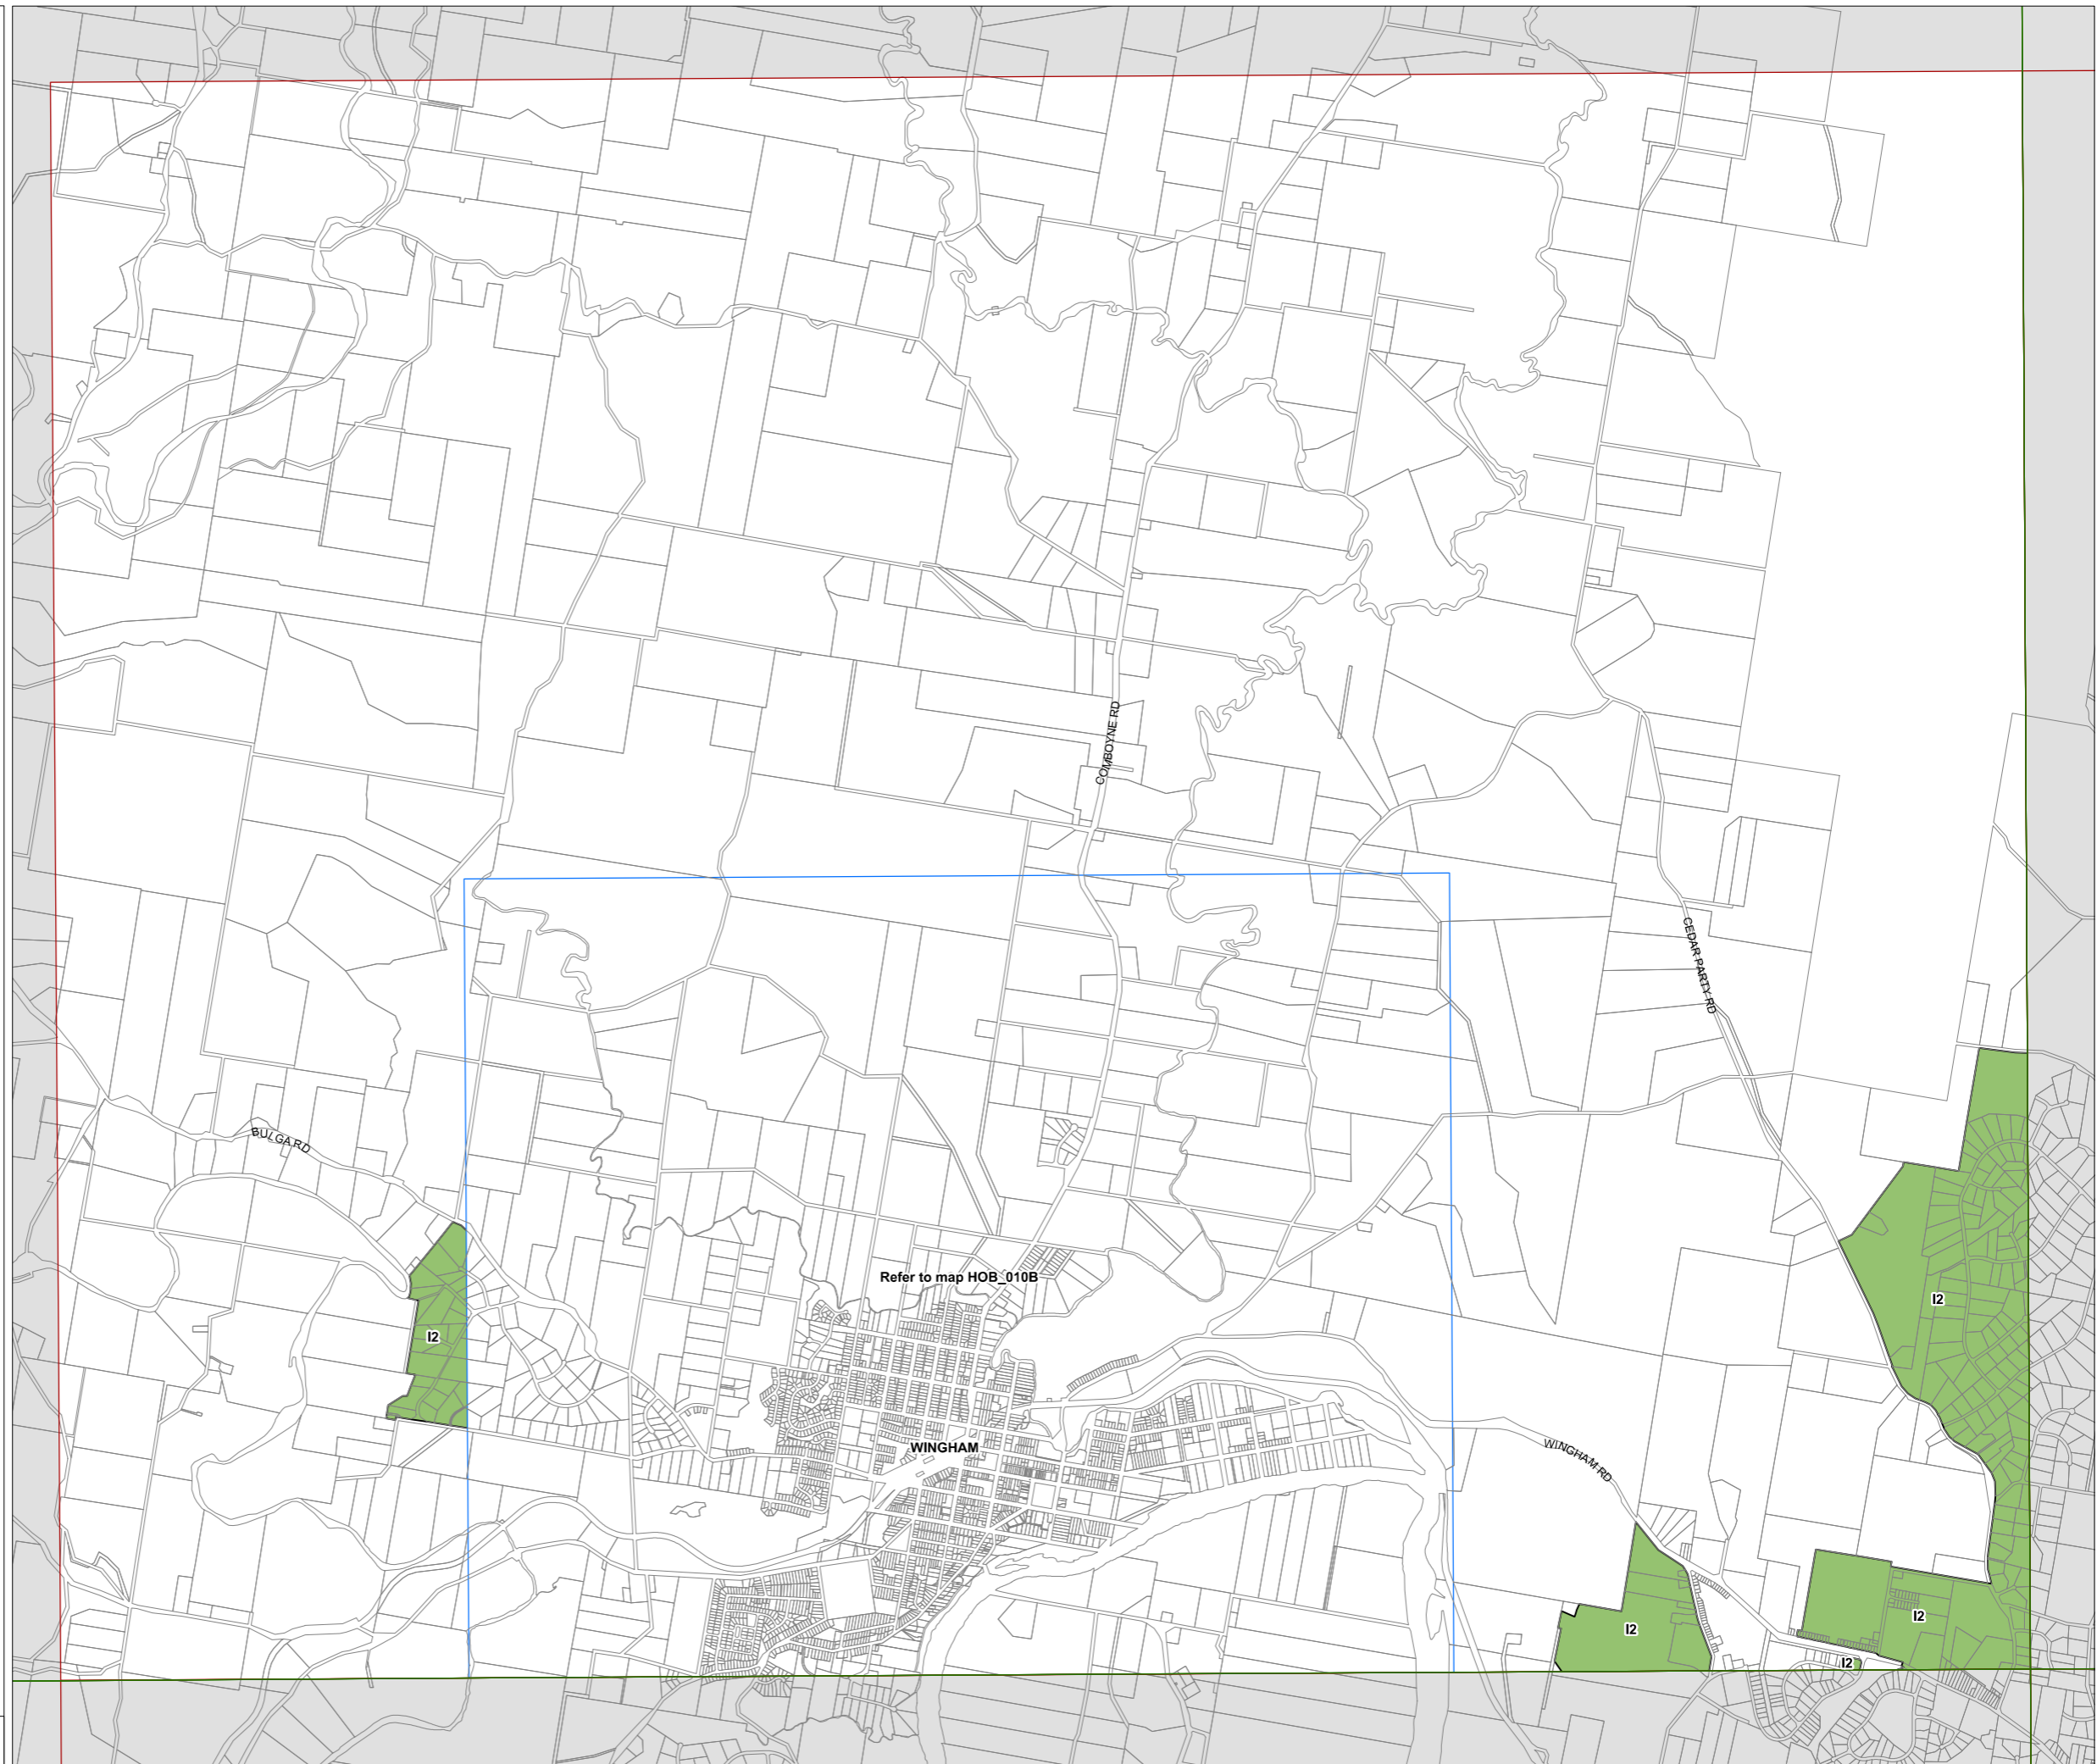 COMBOYNE RD
CEDAR PARTY RD
BULGA RD
Refer to map HOB_010B
I2
I2
WINGHAM
WINGHAM RD
I2
I2
I2